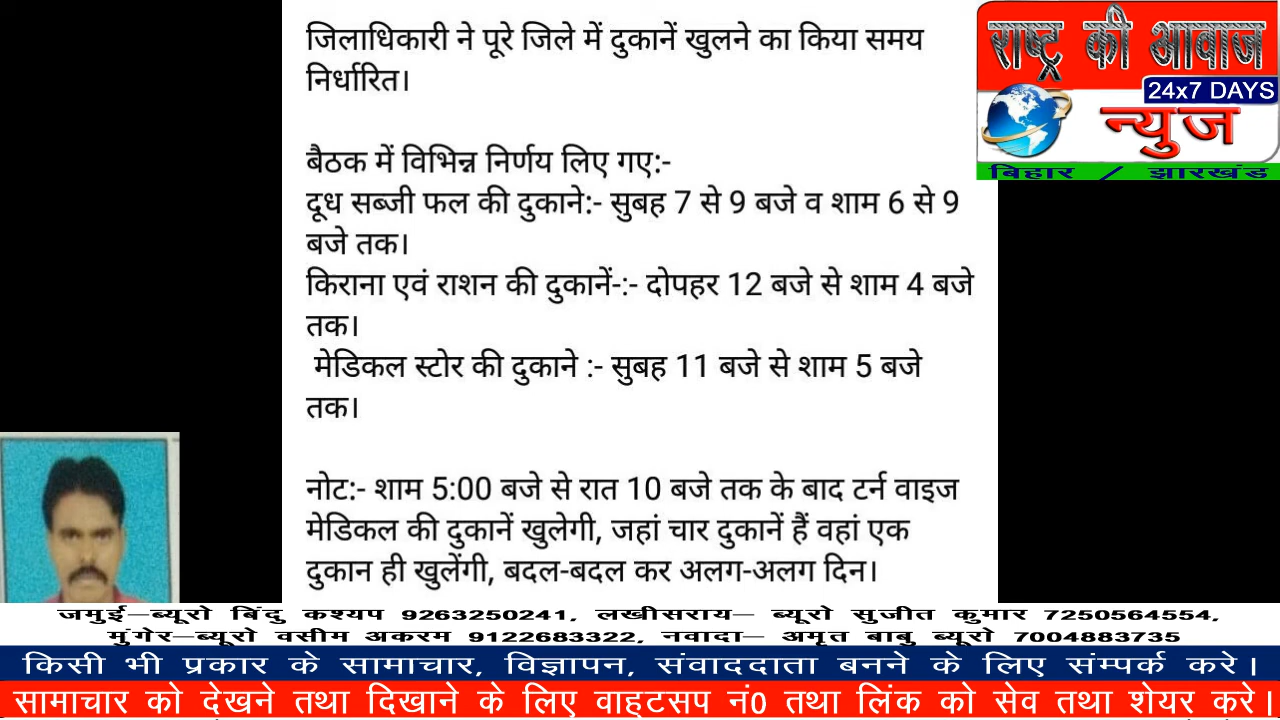 जिलाधिकारी ने पूरे जिले में दुकानें खुलने का किया समय
निर्धारित।
बैठक में विभिन्न निर्णय लिए गए:-
दूध सब्जी फल की दुकाने:- सुबह 7 से 9 बजे व शाम 6 से 9
बजे तक।
किराना एवं राशन की दुकानें-:- दोपहर 12 बजे से शाम 4 बजे
तक।
मेडिकल स्टोर की दुकाने :- सुबह 11 बजे से शाम 5 बजे
तक।
नोट:- शाम 5:00 बजे से रात 10 बजे तक के बाद टर्न वाइज
मेडिकल की दुकानें खुलेगी, जहां चार दुकानें हैं वहां एक
दुकान ही खुलेंगी, बदल-बदल कर अलग-अलग दिन।
राष्ट्र की आवाज
24x7 DAYS
न्युज
बिहार / झारखंड
जमुई–ब्यूरो बिंदु कश्यप 9263250241, लखीसराय– ब्यूरो सुजीत कुमार 7250564554,
मुंगेर–ब्यूरो वसीम अकरम 9122683322, नवादा– अमृत बाबु ब्यूरो 7004883735
किसी भी प्रकार के सामाचार, विज्ञापन, संवाददाता बनने के लिए संम्पर्क करे।
सामाचार को देखने तथा दिखाने के लिए वाह्टसप नं0 तथा लिंक को सेव तथा शेयर करे।